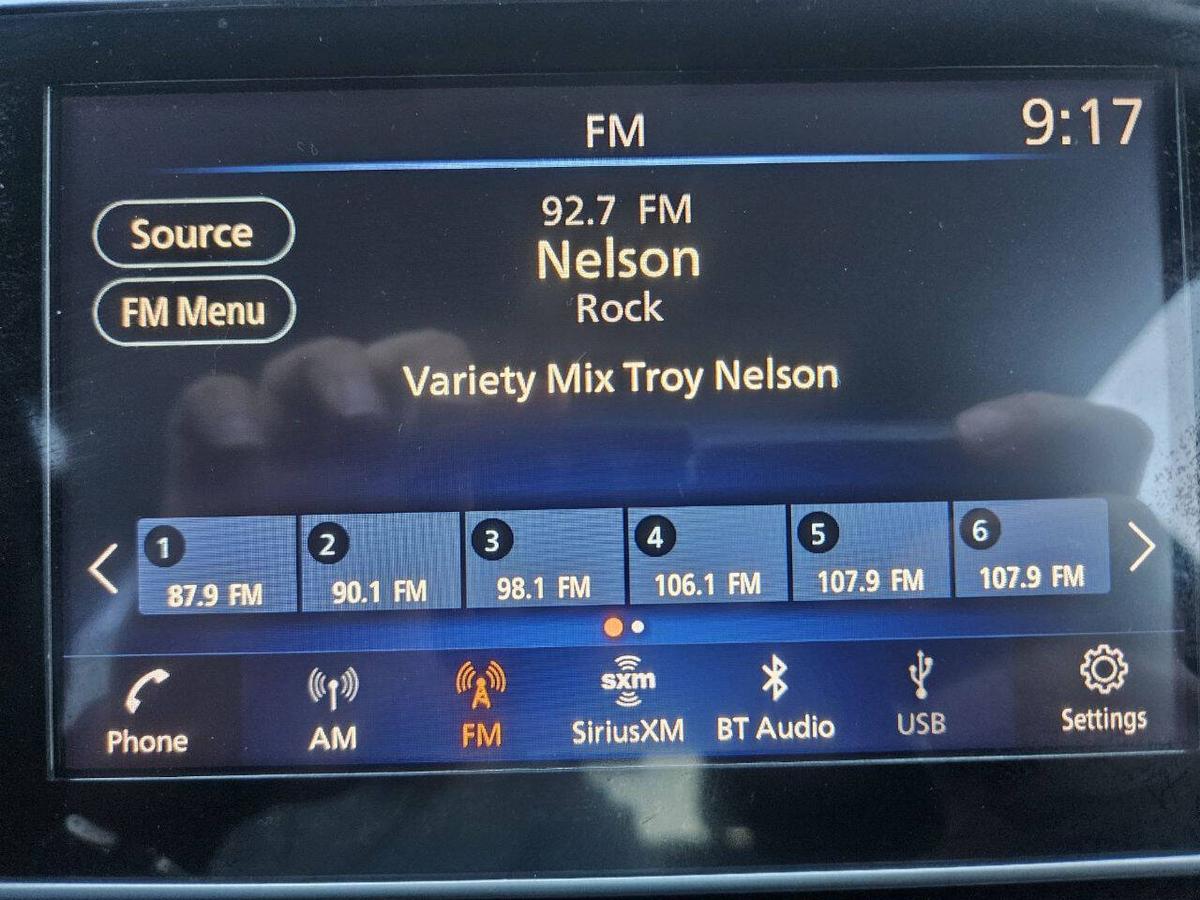 FM
9:17
Source
FM Menu
92.7 FM
Nelson
Rock
Variety Mix Troy Nelson
1
87.9 FM
2
90.1 FM
3
98.1 FM
4
106.1 FM
5
107.9 FM
6
107.9 FM
Phone
AM
FM
sxm
SiriusXM
BT Audio
USB
Settings